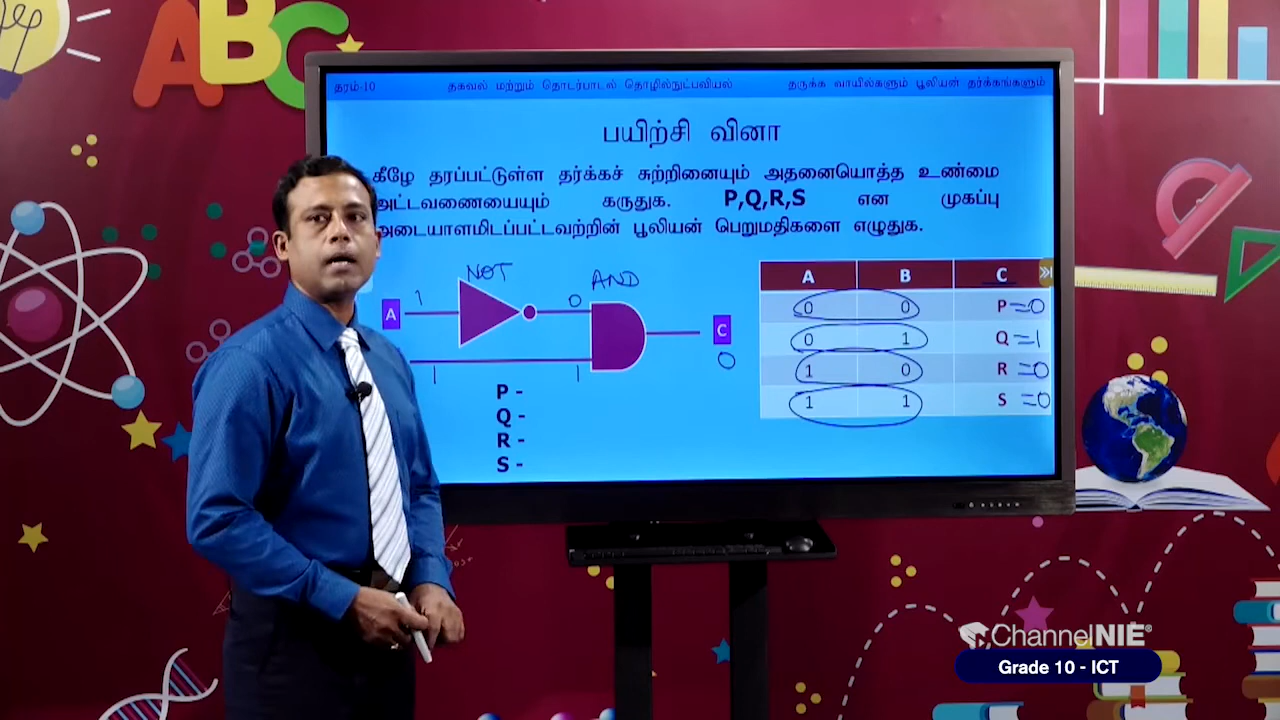 ABC
தரம்-10 தகவல் மற்றும் தொடர்பாடல் தொழில்நுட்பவியல் தருக்க வாயில்களும் பூலியன் தர்க்கங்களும்
பயிற்சி வினா
கீழே தரப்பட்டுள்ள தர்க்கச் சுற்றினையும் அதனையொத்த உண்மை
அட்டவணையையும் கருதுக. P,Q,R,S என முகப்பு
அடையாளமிடப்பட்டவற்றின் பூலியன் பெறுமதிகளை எழுதுக.
NOT AND
A 1 0 C
1 1 0
P -
Q -
R -
S -
A B C
0 0 P =0
0 1 Q =1
1 0 R =0
1 1 S =0
ChannelNIE®
Grade 10 - ICT